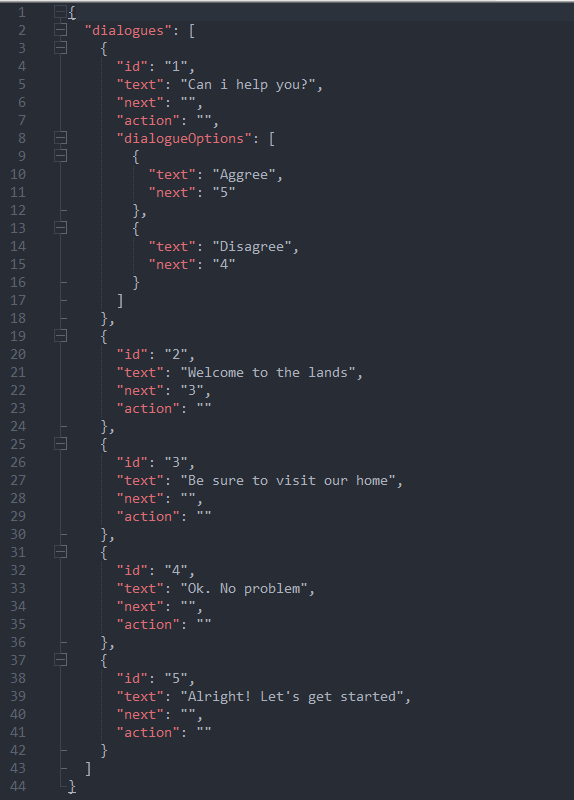 1 {
2 "dialogues": [
3 {
4 "id": "1",
5 "text": "Can i help you?",
6 "next": "",
7 "action": "",
8 "dialogueOptions": [
9 {
10 "text": "Aggree",
11 "next": "5"
12 },
13 {
14 "text": "Disagree",
15 "next": "4"
16 }
17 ]
18 },
19 {
20 "id": "2",
21 "text": "Welcome to the lands",
22 "next": "3",
23 "action": ""
24 },
25 {
26 "id": "3",
27 "text": "Be sure to visit our home",
28 "next": "",
29 "action": ""
30 },
31 {
32 "id": "4",
33 "text": "Ok. No problem",
34 "next": "",
35 "action": ""
36 },
37 {
38 "id": "5",
39 "text": "Alright! Let's get started",
40 "next": "",
41 "action": ""
42 }
43 ]
44 }